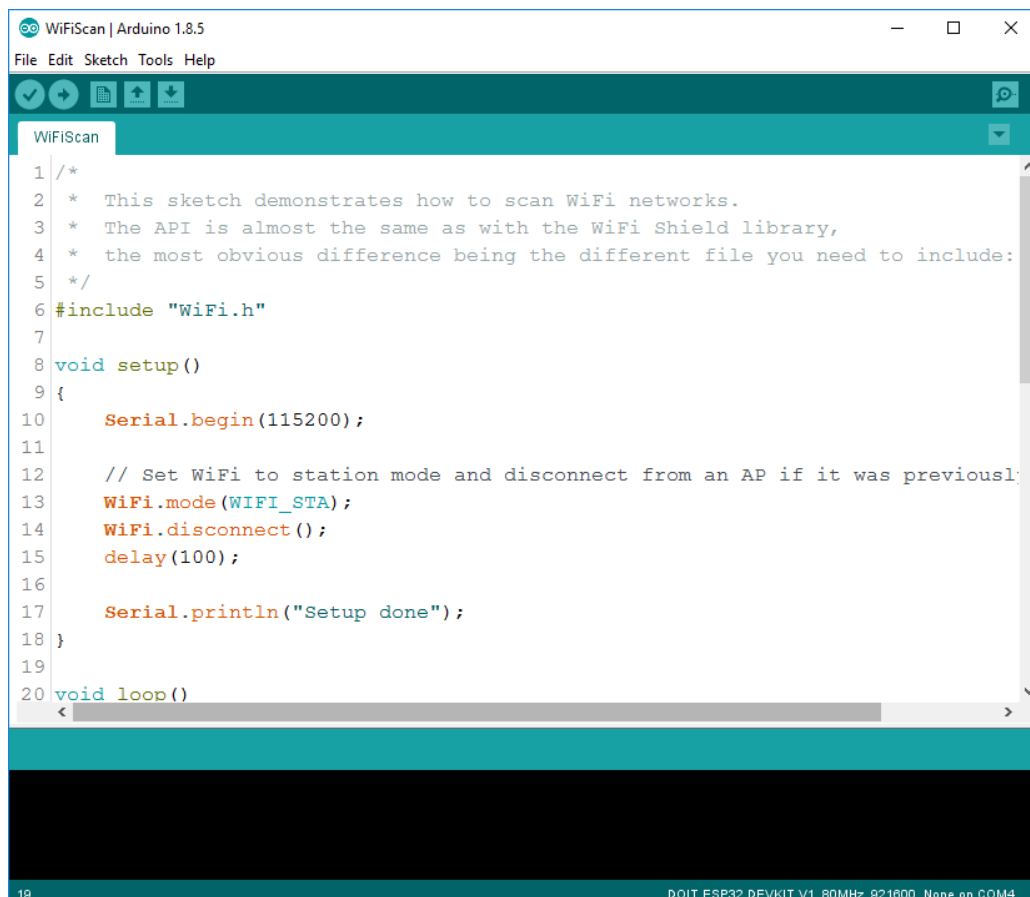 WiFiScan | Arduino 1.8.5
File Edit Sketch Tools Help
WiFiScan
1 /*
2  *  This sketch demonstrates how to scan WiFi networks.
3  *  The API is almost the same as with the WiFi Shield library,
4  *  the most obvious difference being the different file you need to include:
5  */
6 #include "WiFi.h"
7
8 void setup()
9 {
10     Serial.begin(115200);
11
12     // Set WiFi to station mode and disconnect from an AP if it was previousl
13     WiFi.mode(WIFI_STA);
14     WiFi.disconnect();
15     delay(100);
16
17     Serial.println("Setup done");
18 }
19
20 void loop()
19 DOIT ESP32 DEVKIT V1, 80MHz, 921600, None on COM4